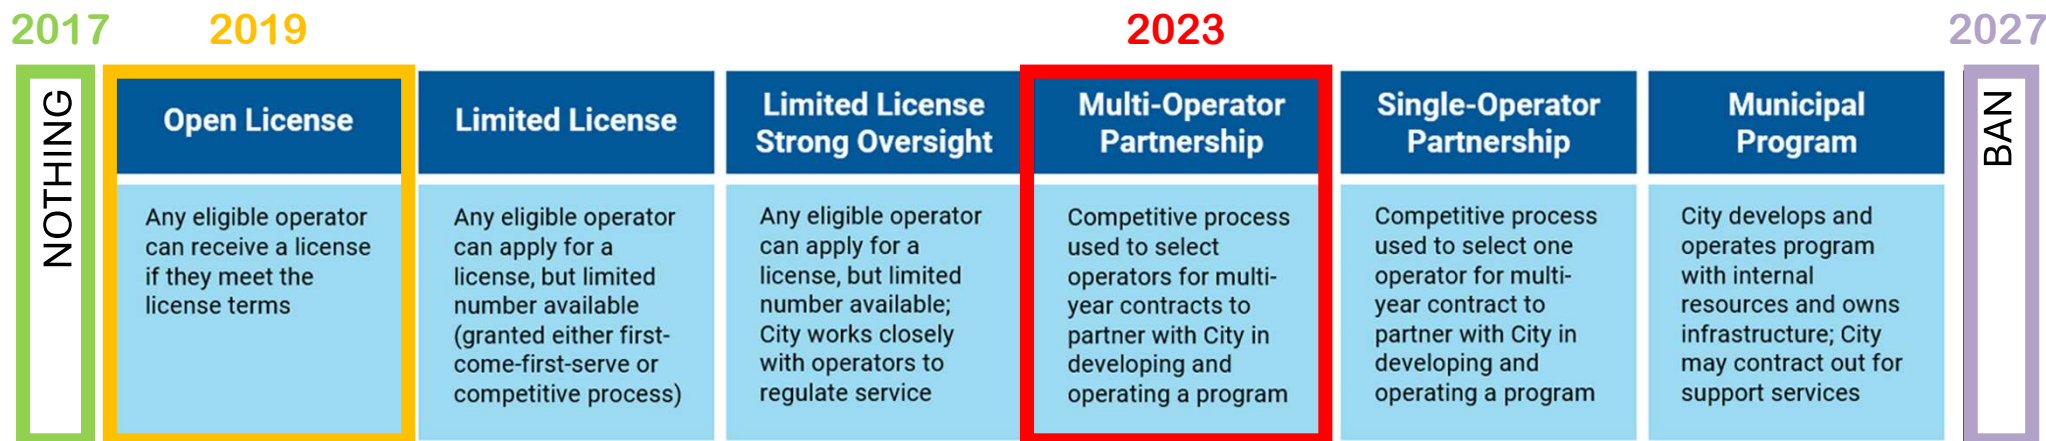 2017
2019
2023
2027
NOTHING
Open License
Any eligible operator
can receive a license
if they meet the
license terms
Limited License
Any eligible operator
can apply for a
license, but limited
number available
(granted either first-
come-first-serve or
competitive process)
Limited License
Strong Oversight
Any eligible operator
can apply for a
license, but limited
number available;
City works closely
with operators to
regulate service
Multi-Operator
Partnership
Competitive process
used to select
operators for multi-
year contracts to
partner with City in
developing and
operating a program
Single-Operator
Partnership
Competitive process
used to select one
operator for multi-
year contract to
partner with City in
developing and
operating a program
Municipal
Program
City develops and
operates program
with internal
resources and owns
infrastructure; City
may contract out for
support services
BAN